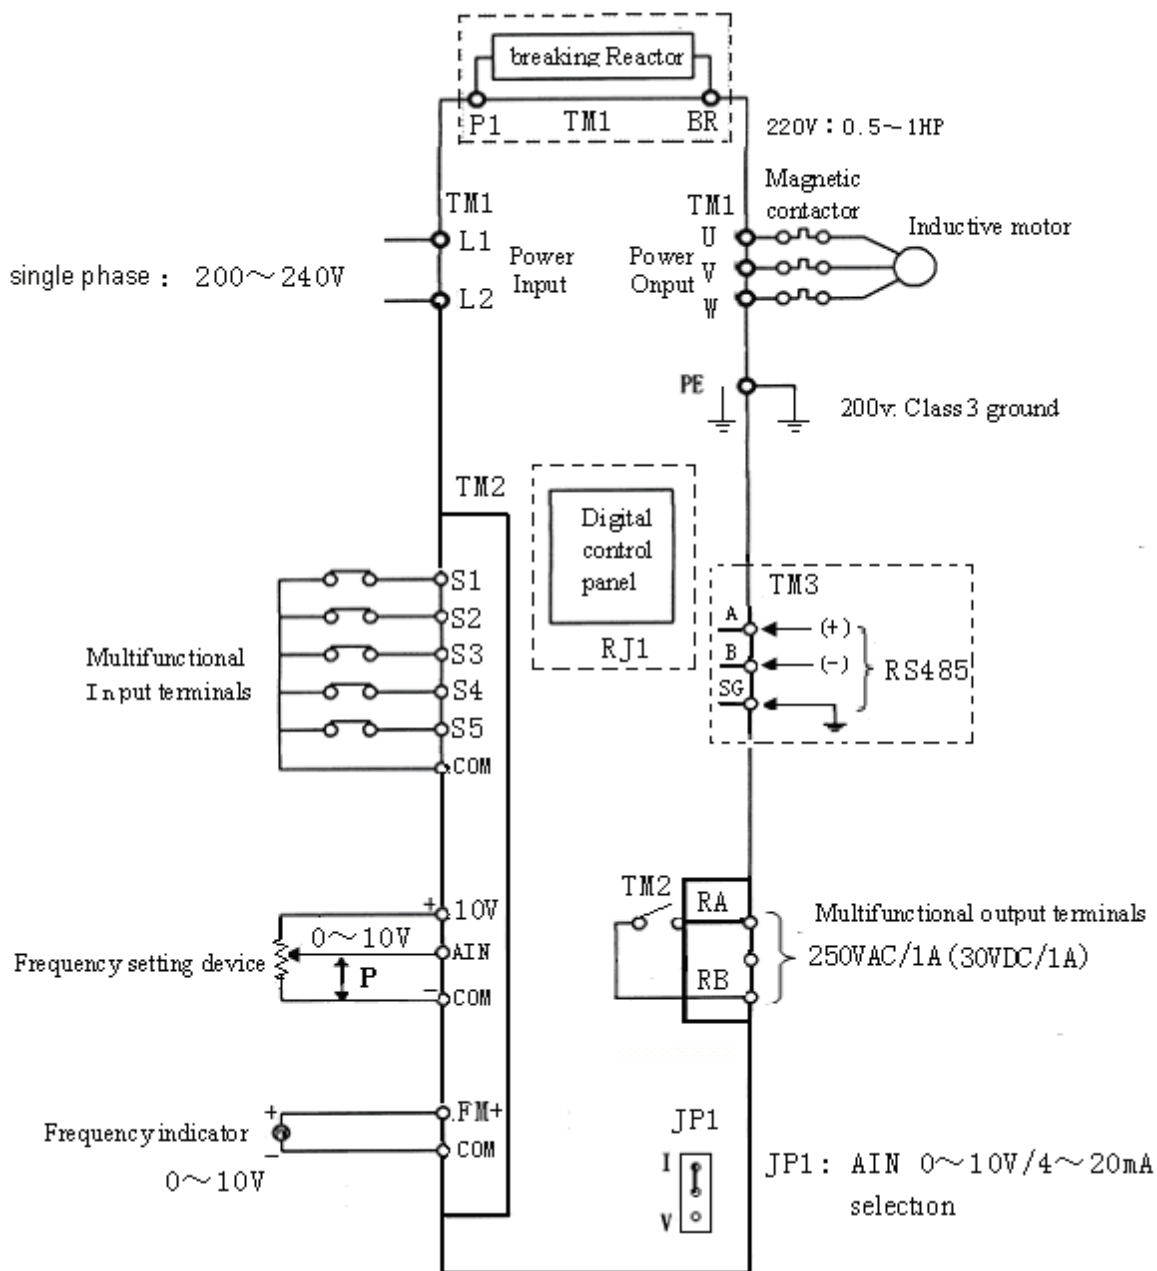 breaking Reactor
P1 TM1 BR
220V:0.5~1HP
TM1
L1
Power
Input
L2
single phase : 200~240V
TM1
U
Power
Onput
V
W
Magnetic
contactor
Inductive motor
PE
200v. Class 3 ground
TM2
Digital
control
panel
RJ1
S1
S2
S3
S4
S5
COM
Multifunctional
Input terminals
TM3
A (+)
B (-)
SG
RS485
+ 10V
0~10V
AIN
P
- COM
Frequency setting device
TM2
RA
RB
Multifunctional output terminals
250VAC/1A(30VDC/1A)
+ FM+
- COM
Frequency indicator
0~10V
JP1
I
V
JP1: AIN 0~10V/4~20mA
selection